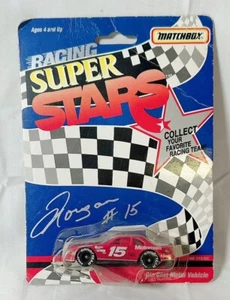 MATCHBOX
Ages 4 and Up
RACING
SUPER
STARS
COLLECT
YOUR
FAVORITE
RACING TEAM
Morgan
#15
15
Die Cast Metal Vehicle